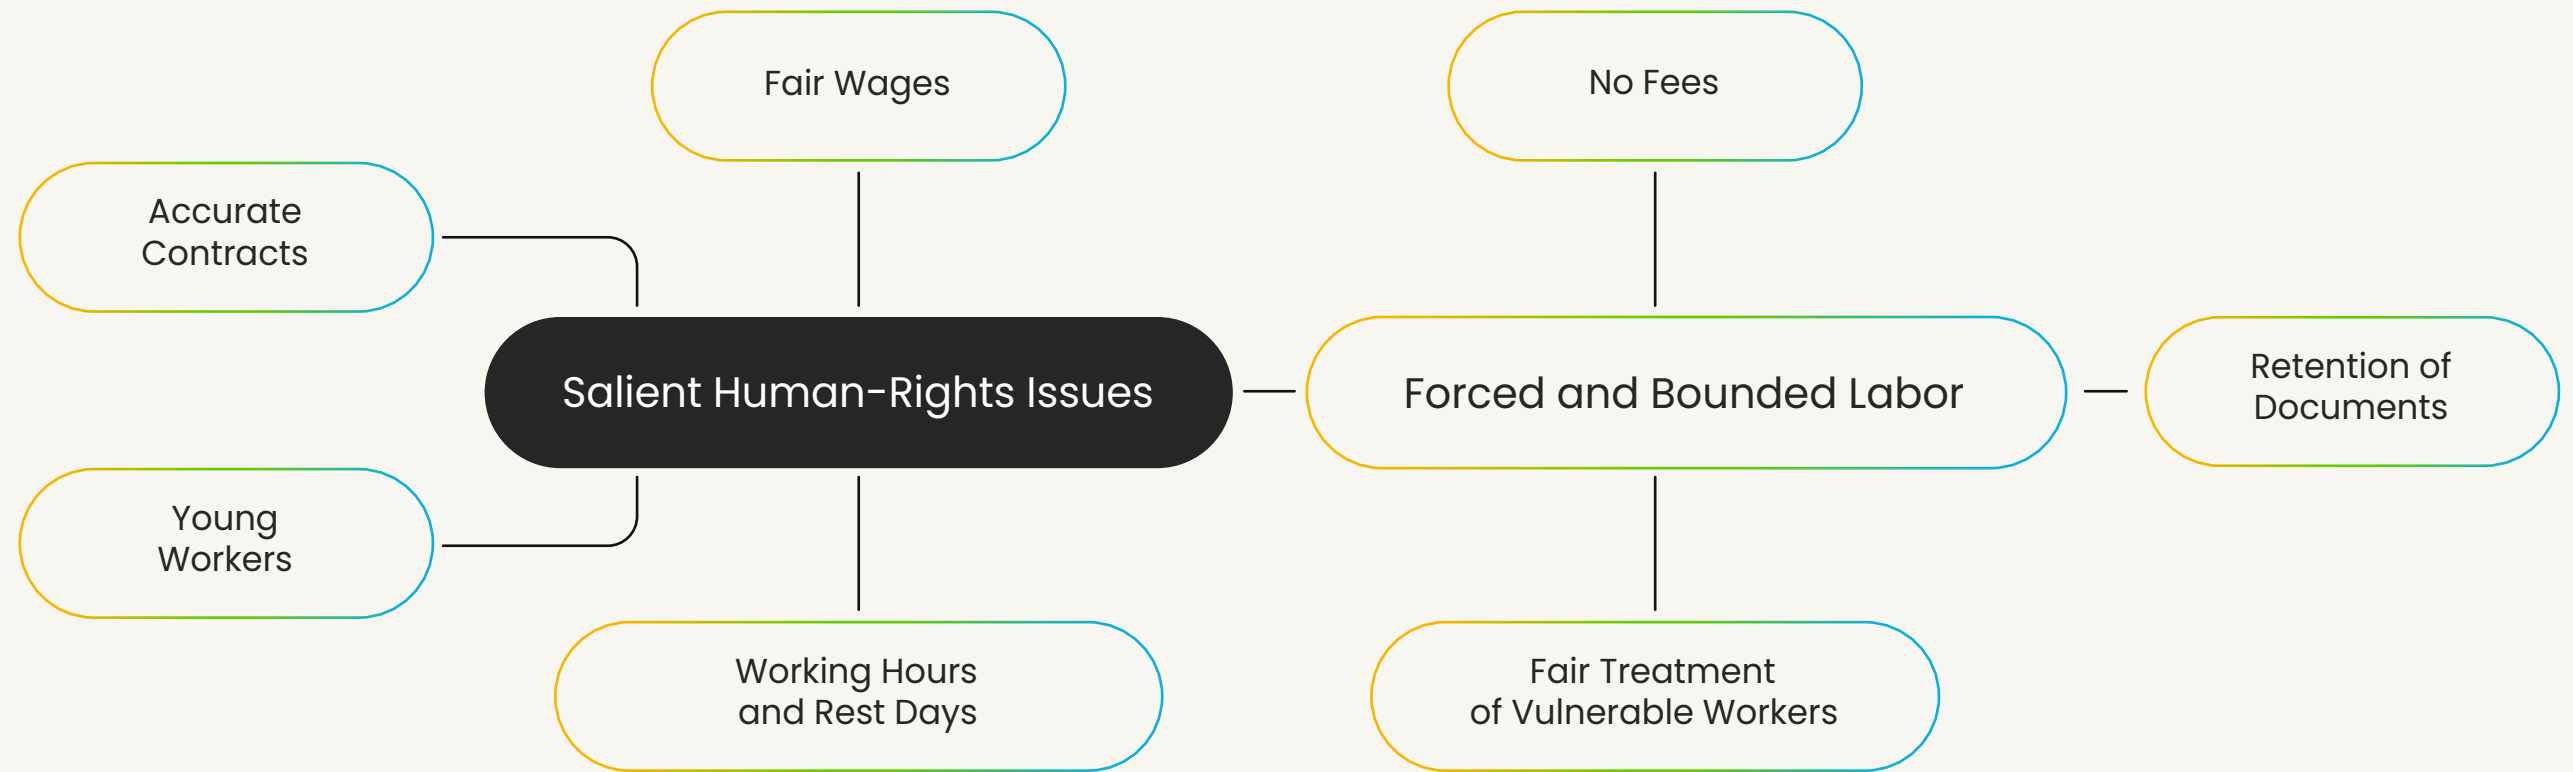 Fair Wages
No Fees
Accurate
Contracts
Salient Human-Rights Issues
Forced and Bounded Labor
Retention of
Documents
Young
Workers
Working Hours
and Rest Days
Fair Treatment
of Vulnerable Workers